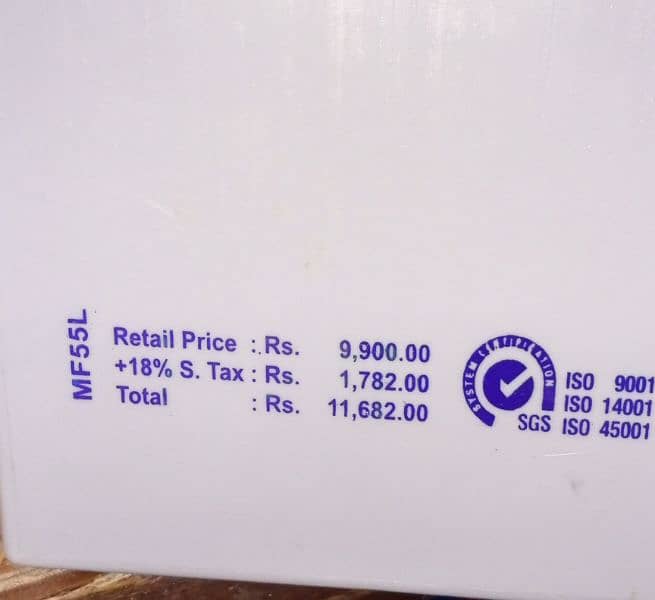 MF55L
Retail Price : Rs. 9,900.00
+18% S. Tax : Rs. 1,782.00
Total : Rs. 11,682.00
SYSTEM CERTIFICATION
SGS
ISO 9001
ISO 14001
ISO 45001